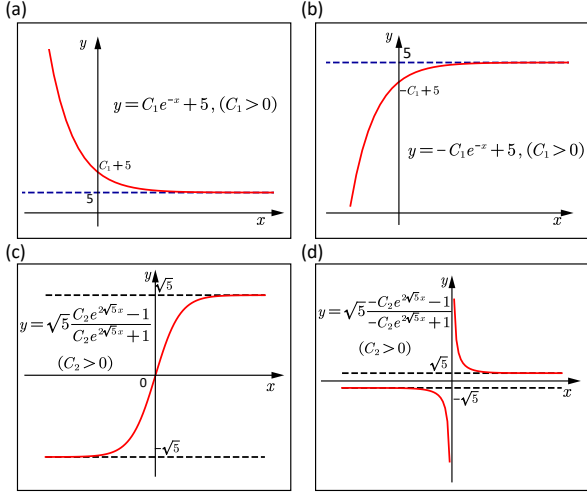 (a)
y
y = C₁e⁻ˣ + 5 , (C₁ > 0)
C₁ + 5
5
x
(b)
y
5
-C₁ + 5
y = -C₁e⁻ˣ + 5 , (C₁ > 0)
x
(c)
y
√5
y = √5 (C₂e^{2√5x} - 1)/(C₂e^{2√5x} + 1)
(C₂ > 0)
0
x
-√5
(d)
y
y = √5 (-C₂e^{2√5x} - 1)/(-C₂e^{2√5x} + 1)
(C₂ > 0)
√5
x
-√5